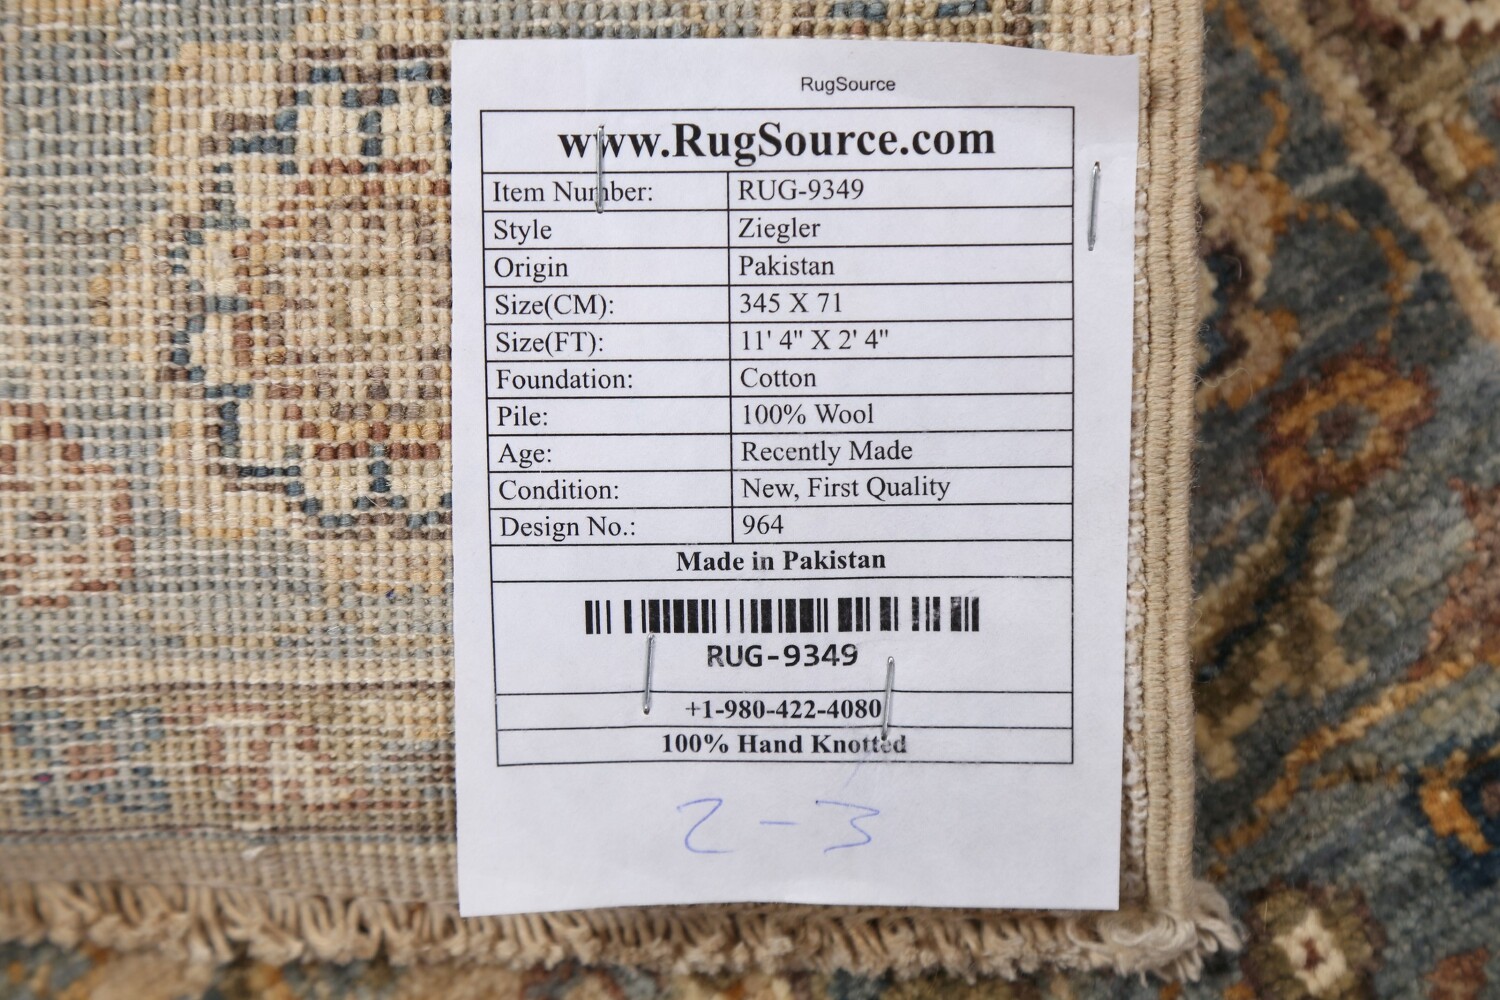 RugSource
www.RugSource.com
Item Number: RUG-9349
Style Ziegler
Origin Pakistan
Size(CM): 345 X 71
Size(FT): 11' 4" X 2' 4"
Foundation: Cotton
Pile: 100% Wool
Age: Recently Made
Condition: New, First Quality
Design No.: 964
Made in Pakistan
RUG-9349
+1-980-422-4080
100% Hand Knotted
2-3